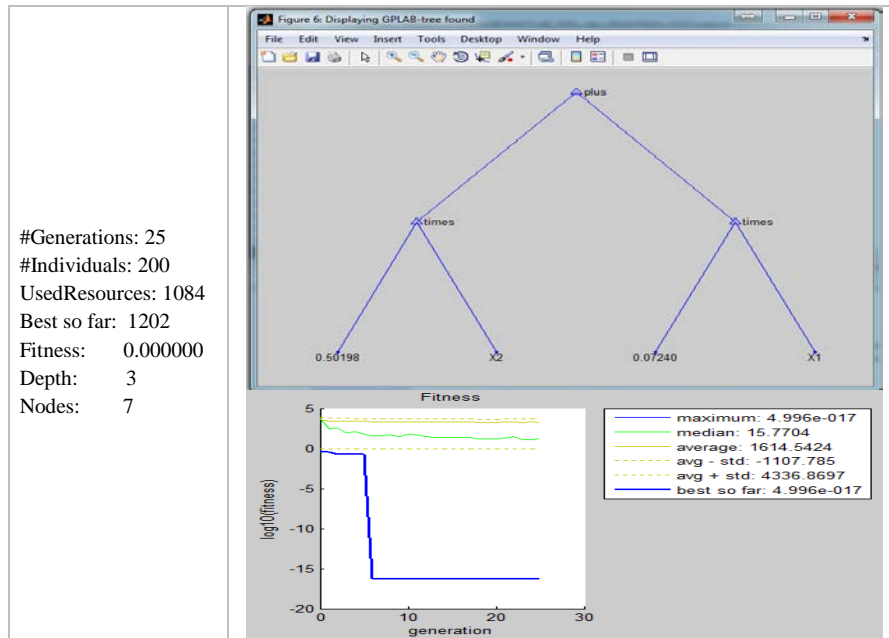 #Generations: 25
#Individuals: 200
UsedResources: 1084
Best so far: 1202
Fitness: 0.000000
Depth: 3
Nodes: 7
Figure 6: Displaying GPLAB-tree found
File Edit View Insert Tools Desktop Window Help
plus
times times
0.50198 X2 0.07240 X1
Fitness
5
0
-5
-10
-15
-20
log10(fitness)
0 10 20 30
generation
maximum: 4.996e-017
median: 15.7704
average: 1614.5424
avg - std: -1107.785
avg + std: 4336.8697
best so far: 4.996e-017